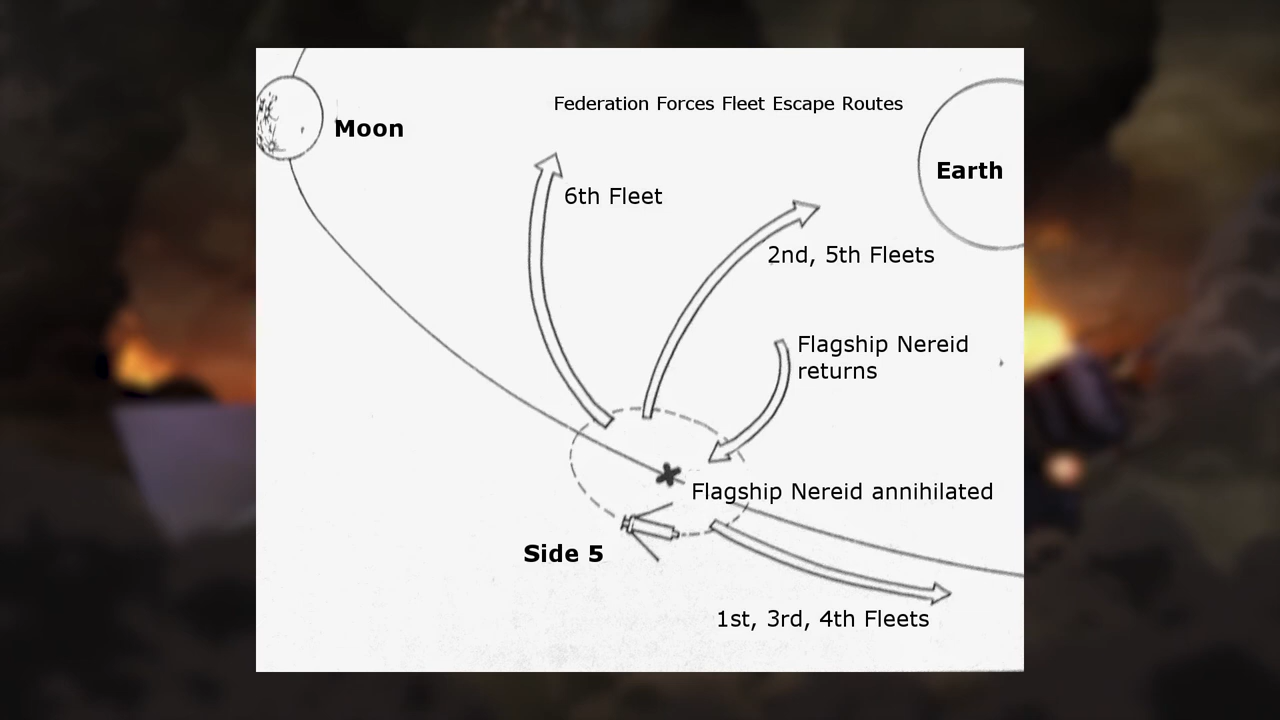 Federation Forces Fleet Escape Routes
Moon
Earth
6th Fleet
2nd, 5th Fleets
Flagship Nereid
returns
Flagship Nereid annihilated
Side 5
1st, 3rd, 4th Fleets